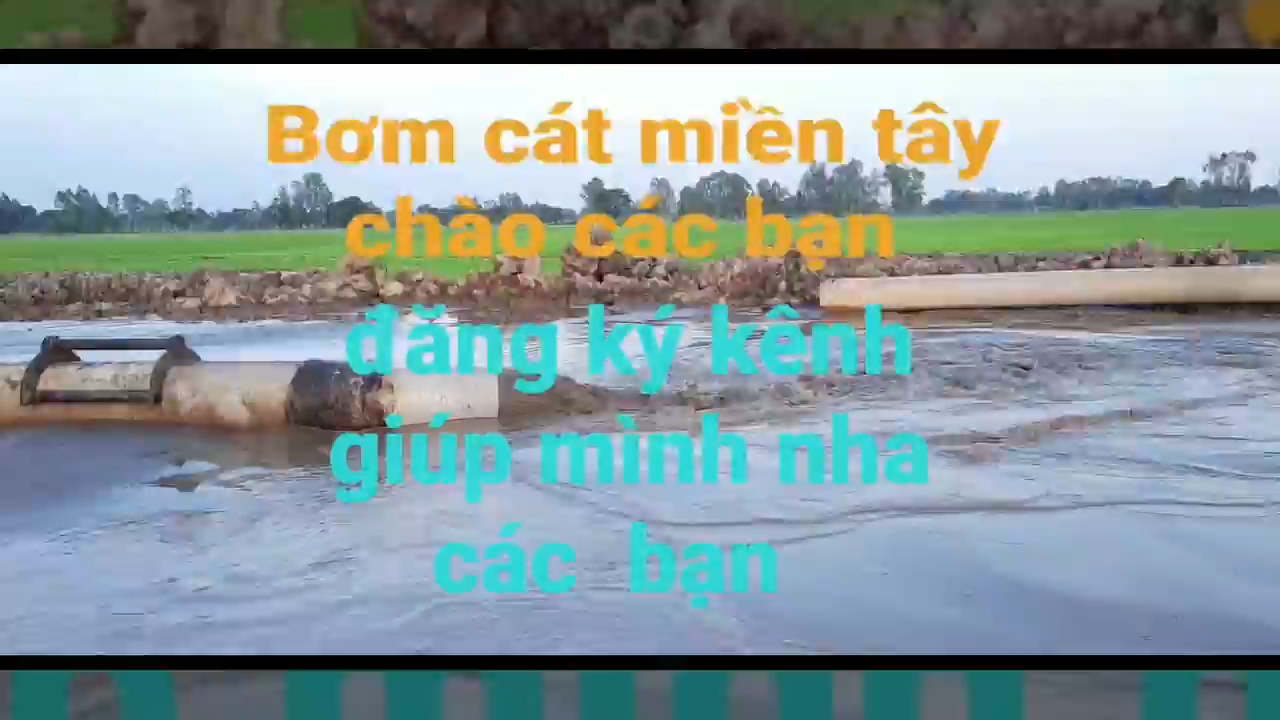 Bơm cát miền tây
chào các bạn
đăng ký kênh
giúp mình nha
các bạn